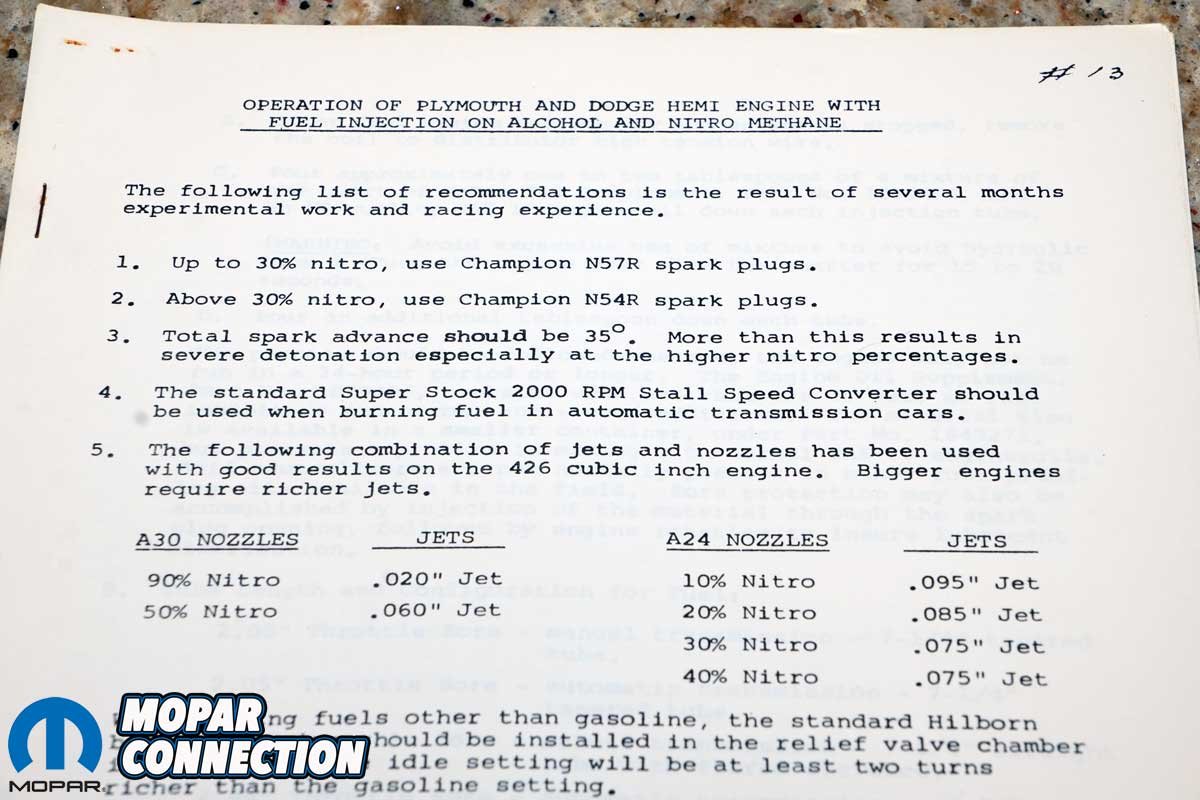 # 13
OPERATION OF PLYMOUTH AND DODGE HEMI ENGINE WITH
FUEL INJECTION ON ALCOHOL AND NITRO METHANE
The following list of recommendations is the result of several months
experimental work and racing experience.
1. Up to 30% nitro, use Champion N57R spark plugs.
2. Above 30% nitro, use Champion N54R spark plugs.
3. Total spark advance should be 35°. More than this results in
severe detonation especially at the higher nitro percentages.
4. The standard Super Stock 2000 RPM Stall Speed Converter should
be used when burning fuel in automatic transmission cars.
5. The following combination of jets and nozzles has been used
with good results on the 426 cubic inch engine. Bigger engines
require richer jets.
A30 NOZZLES JETS A24 NOZZLES JETS
90% Nitro .020" Jet 10% Nitro .095" Jet
50% Nitro .060" Jet 20% Nitro .085" Jet
30% Nitro .075" Jet
40% Nitro .075" Jet
fuels other than gasoline, the standard Hilborn
should be installed in the relief valve chamber
idle setting will be at least two turns
richer than the gasoline setting.
MOPAR
MOPAR
CONNECTION